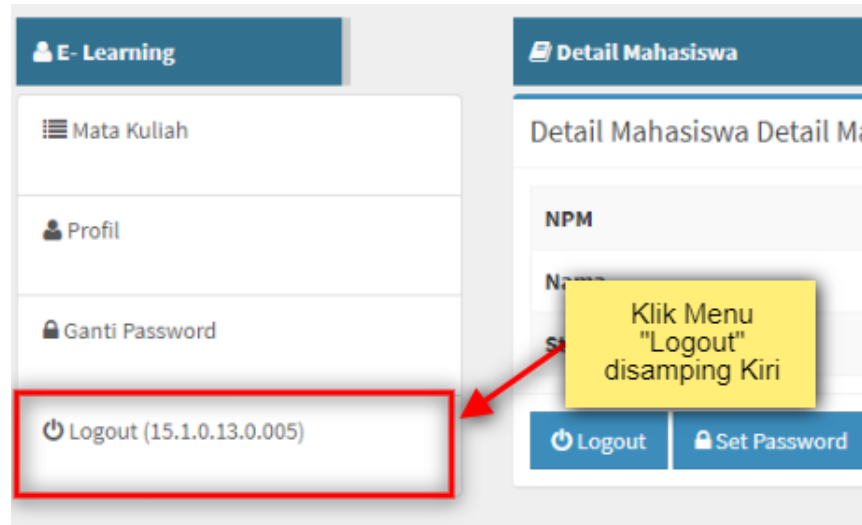 E- Learning
Mata Kuliah
Profil
Ganti Password
Logout (15.1.0.13.0.005)
Detail Mahasiswa
Detail Mahasiswa Detail
NPM
Klik Menu
"Logout"
disamping Kiri
Logout
Set Password